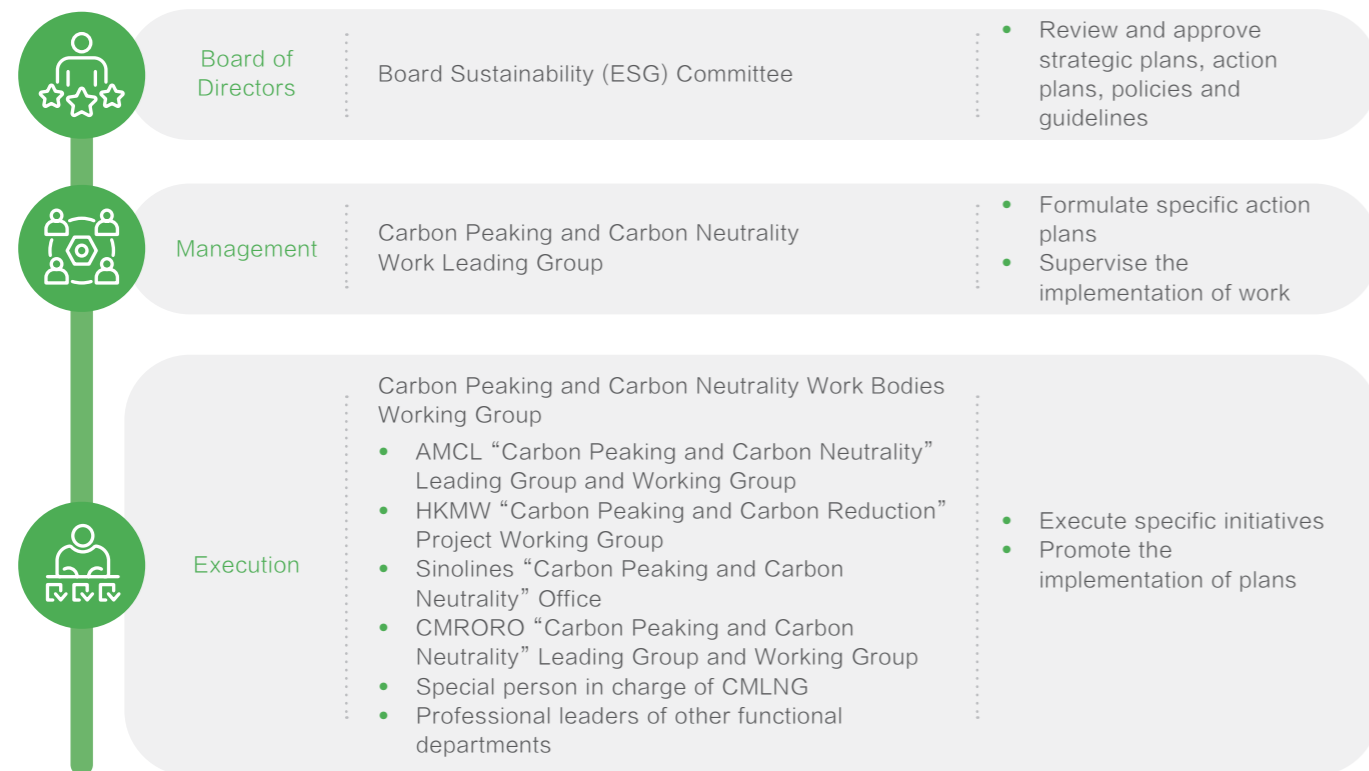 Board of
Directors
Board Sustainability (ESG) Committee
• Review and approve
strategic plans, action
plans, policies and
guidelines
Management
Carbon Peaking and Carbon Neutrality
Work Leading Group
• Formulate specific action
plans
• Supervise the
implementation of work
Execution
Carbon Peaking and Carbon Neutrality Work Bodies
Working Group
• AMCL “Carbon Peaking and Carbon Neutrality”
Leading Group and Working Group
• HKMW “Carbon Peaking and Carbon Reduction”
Project Working Group
• Sinolines “Carbon Peaking and Carbon
Neutrality” Office
• CMRORO “Carbon Peaking and Carbon
Neutrality” Leading Group and Working Group
• Special person in charge of CMLNG
• Professional leaders of other functional
departments
• Execute specific initiatives
• Promote the
implementation of plans